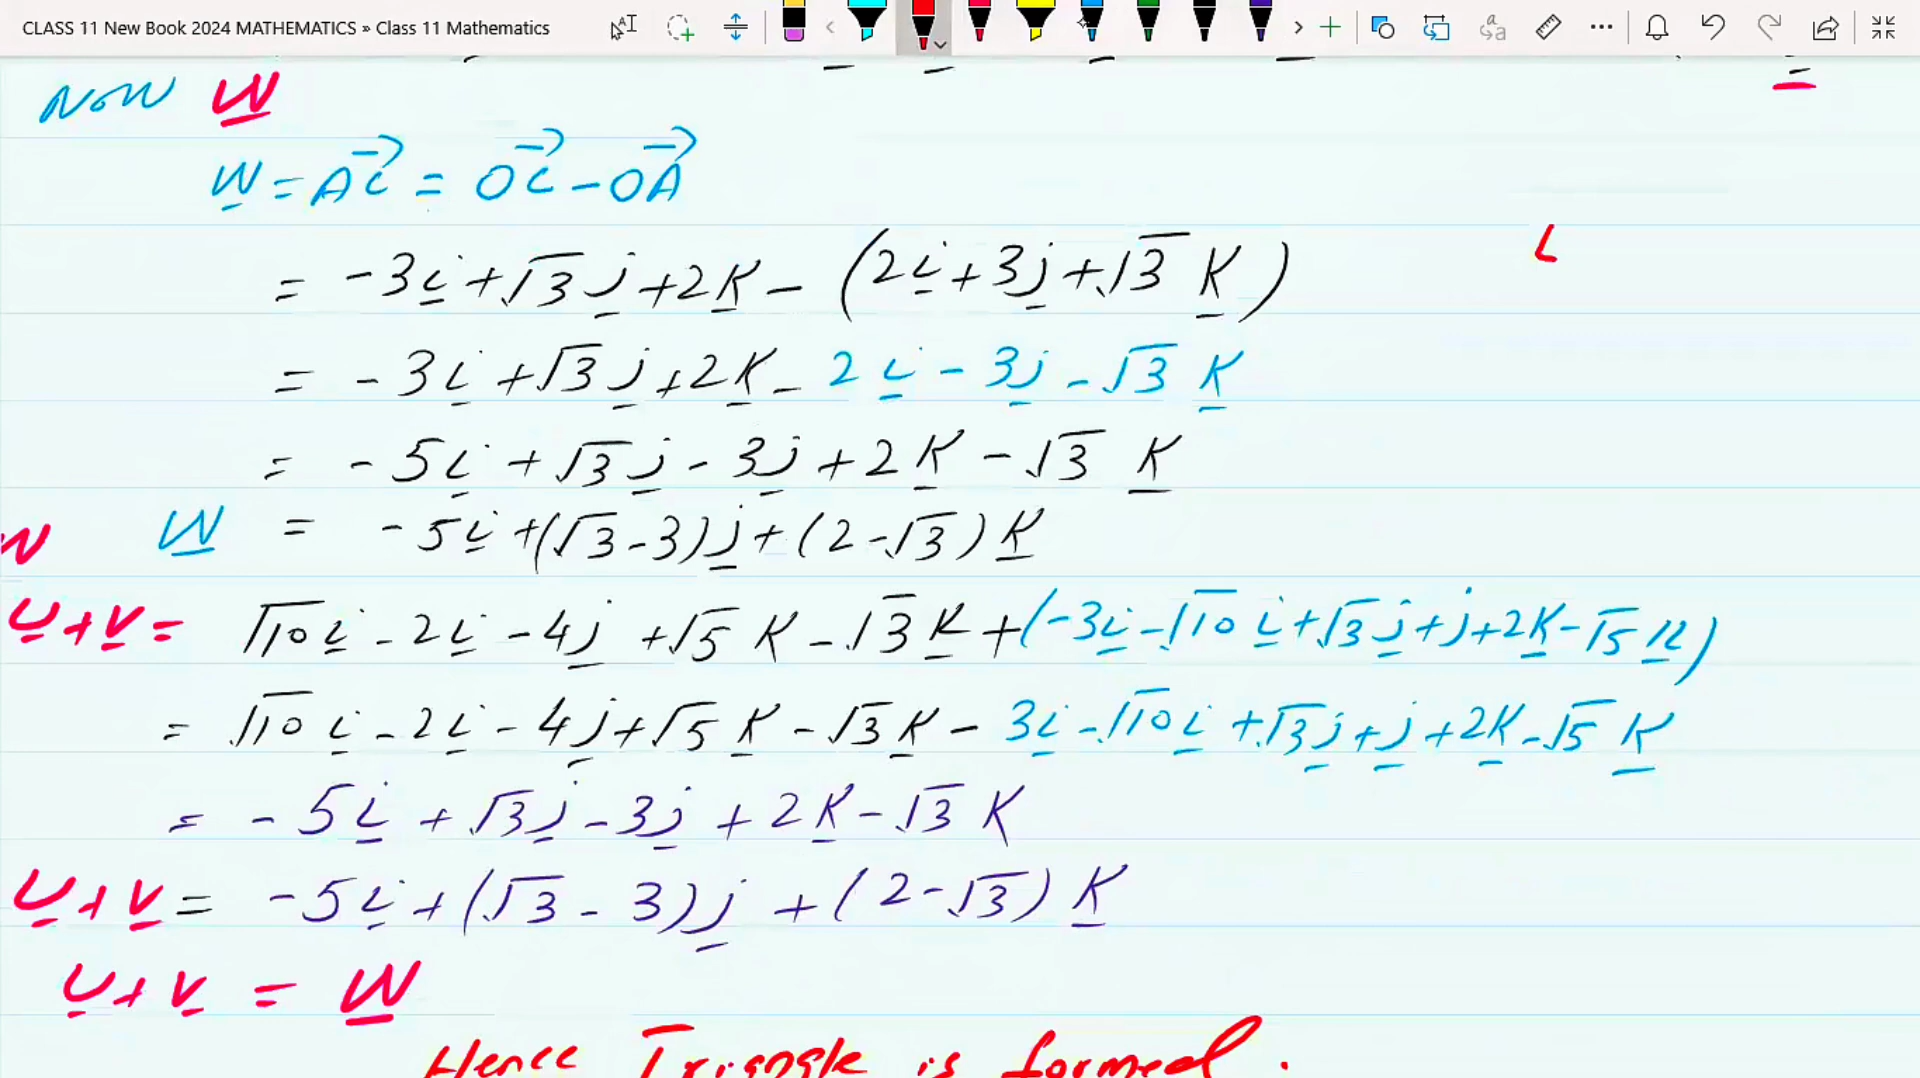 CLASS 11 New Book 2024 MATHEMATICS » Class 11 Mathematics
Now W
W = AC = OC - OA
= -3i + √3 j + 2K - (2i + 3j + √3 K)
= -3i + √3 j + 2K - 2i - 3j - √3 K
= -5i + √3 j - 3j + 2K - √3 K
W = -5i + (√3 - 3)j + (2 - √3) K
U + V = √10 i - 2i - 4j + √5 K - √3 K + (-3i - √10 i + √3 j + j + 2K - √5 K)
= √10 i - 2i - 4j + √5 K - √3 K - 3i - √10 i + √3 j + j + 2K - √5 K
= -5i + √3 j - 3j + 2K - √3 K
U + V = -5i + (√3 - 3)j + (2 - √3) K
U + V = W
Hence Triangle is formed.